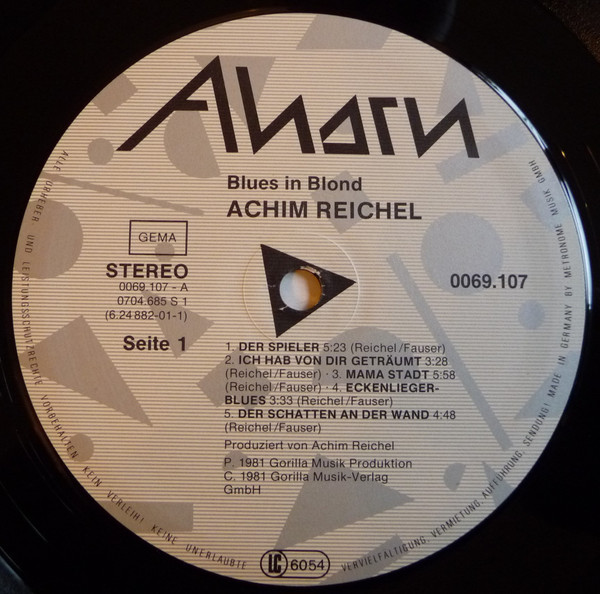 Ahorn
Blues in Blond
ACHIM REICHEL
GEMA
STEREO
0069.107 - A
0704.685 S 1
(6.24 882-01-1)
Seite 1
0069.107
1. DER SPIELER 5:23 (Reichel/Fauser)
2. ICH HAB VON DIR GETRÄUMT 3:28
(Reichel/Fauser) · 3. MAMA STADT 5:58
(Reichel/Fauser) · 4. ECKENLIEGER-
BLUES 3:33 (Reichel/Fauser)
5. DER SCHATTEN AN DER WAND 4:48
(Reichel/Fauser)
Produziert von Achim Reichel
P. 1981 Gorilla Musik Produktion
C. 1981 Gorilla Musik-Verlag
GmbH
LC 6054
ALLE URHEBER UND LEISTUNGSSCHUTZRECHTE VORBEHALTEN. KEIN VERLEIH! KEINE UNERLAUBTE VERVIELFÄLTIGUNG, VERMIETUNG, AUFFÜHRUNG, SENDUNG! MADE IN GERMANY BY METRONOME MUSIK GMBH